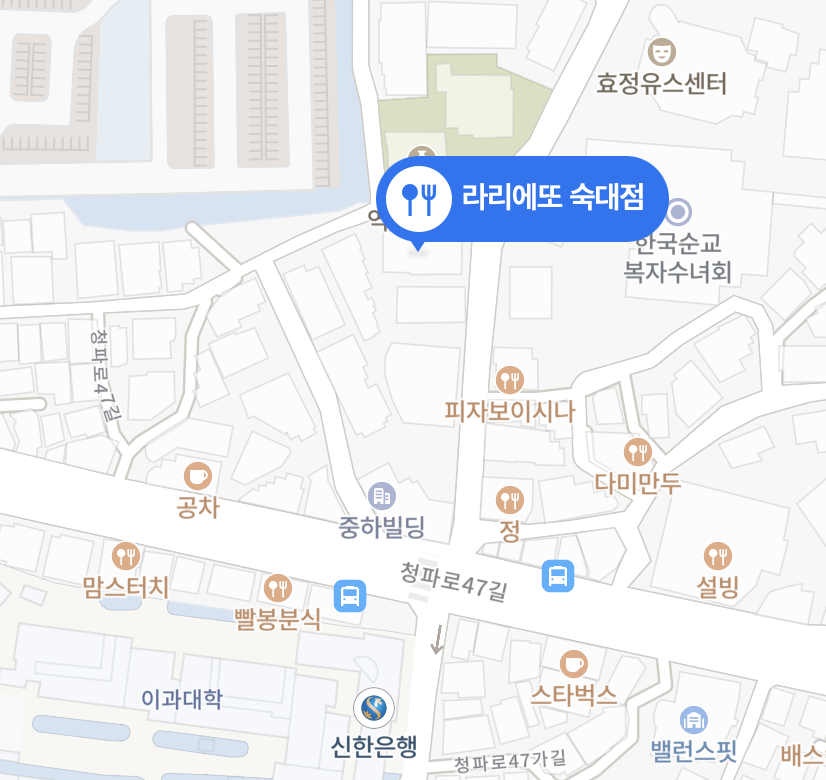 효정유스센터
라리에또 숙대점
한국순교
복자수녀회
청파로47길
피자보이시나
다미만두
공차
정
중하빌딩
맘스터치
청파로47길
설빙
빨봉분식
이과대학
스타벅스
신한은행
밸런스핏
배스
청파로47가길